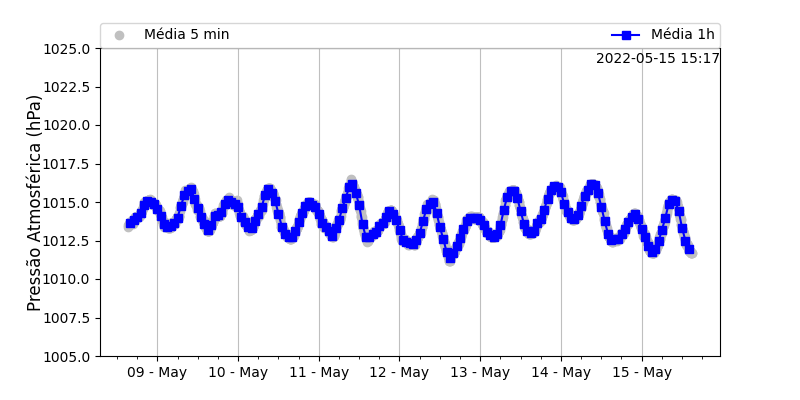 Média 5 min
Média 1h
2022-05-15 15:17
Pressão Atmosférica (hPa)
1025.0
1022.5
1020.0
1017.5
1015.0
1012.5
1010.0
1007.5
1005.0
09 - May
10 - May
11 - May
12 - May
13 - May
14 - May
15 - May